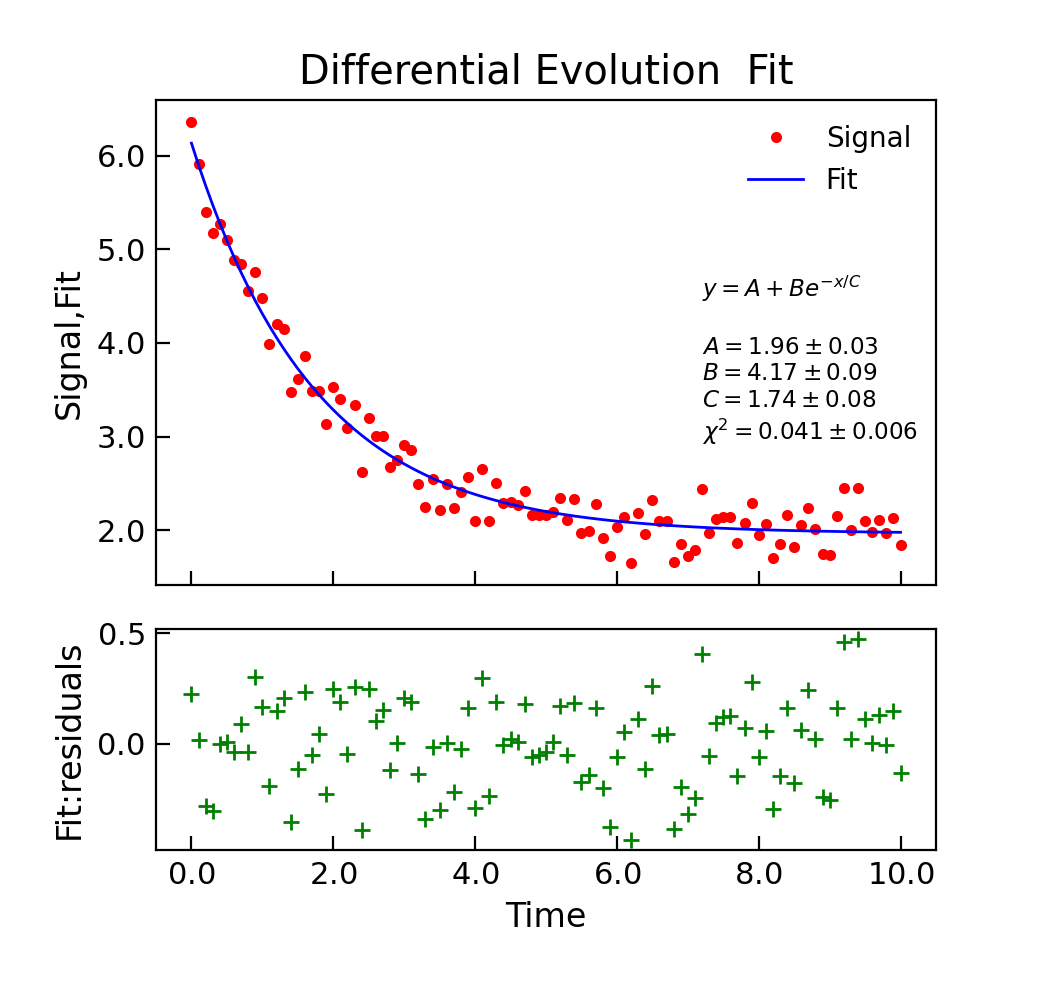 Differential Evolution  Fit
Signal,Fit
6.0
5.0
4.0
3.0
2.0
Signal
Fit
y = A + Be^{-x/C}
A = 1.96 ± 0.03
B = 4.17 ± 0.09
C = 1.74 ± 0.08
χ² = 0.041 ± 0.006
Fit:residuals
0.5
0.0
0.0 2.0 4.0 6.0 8.0 10.0
Time